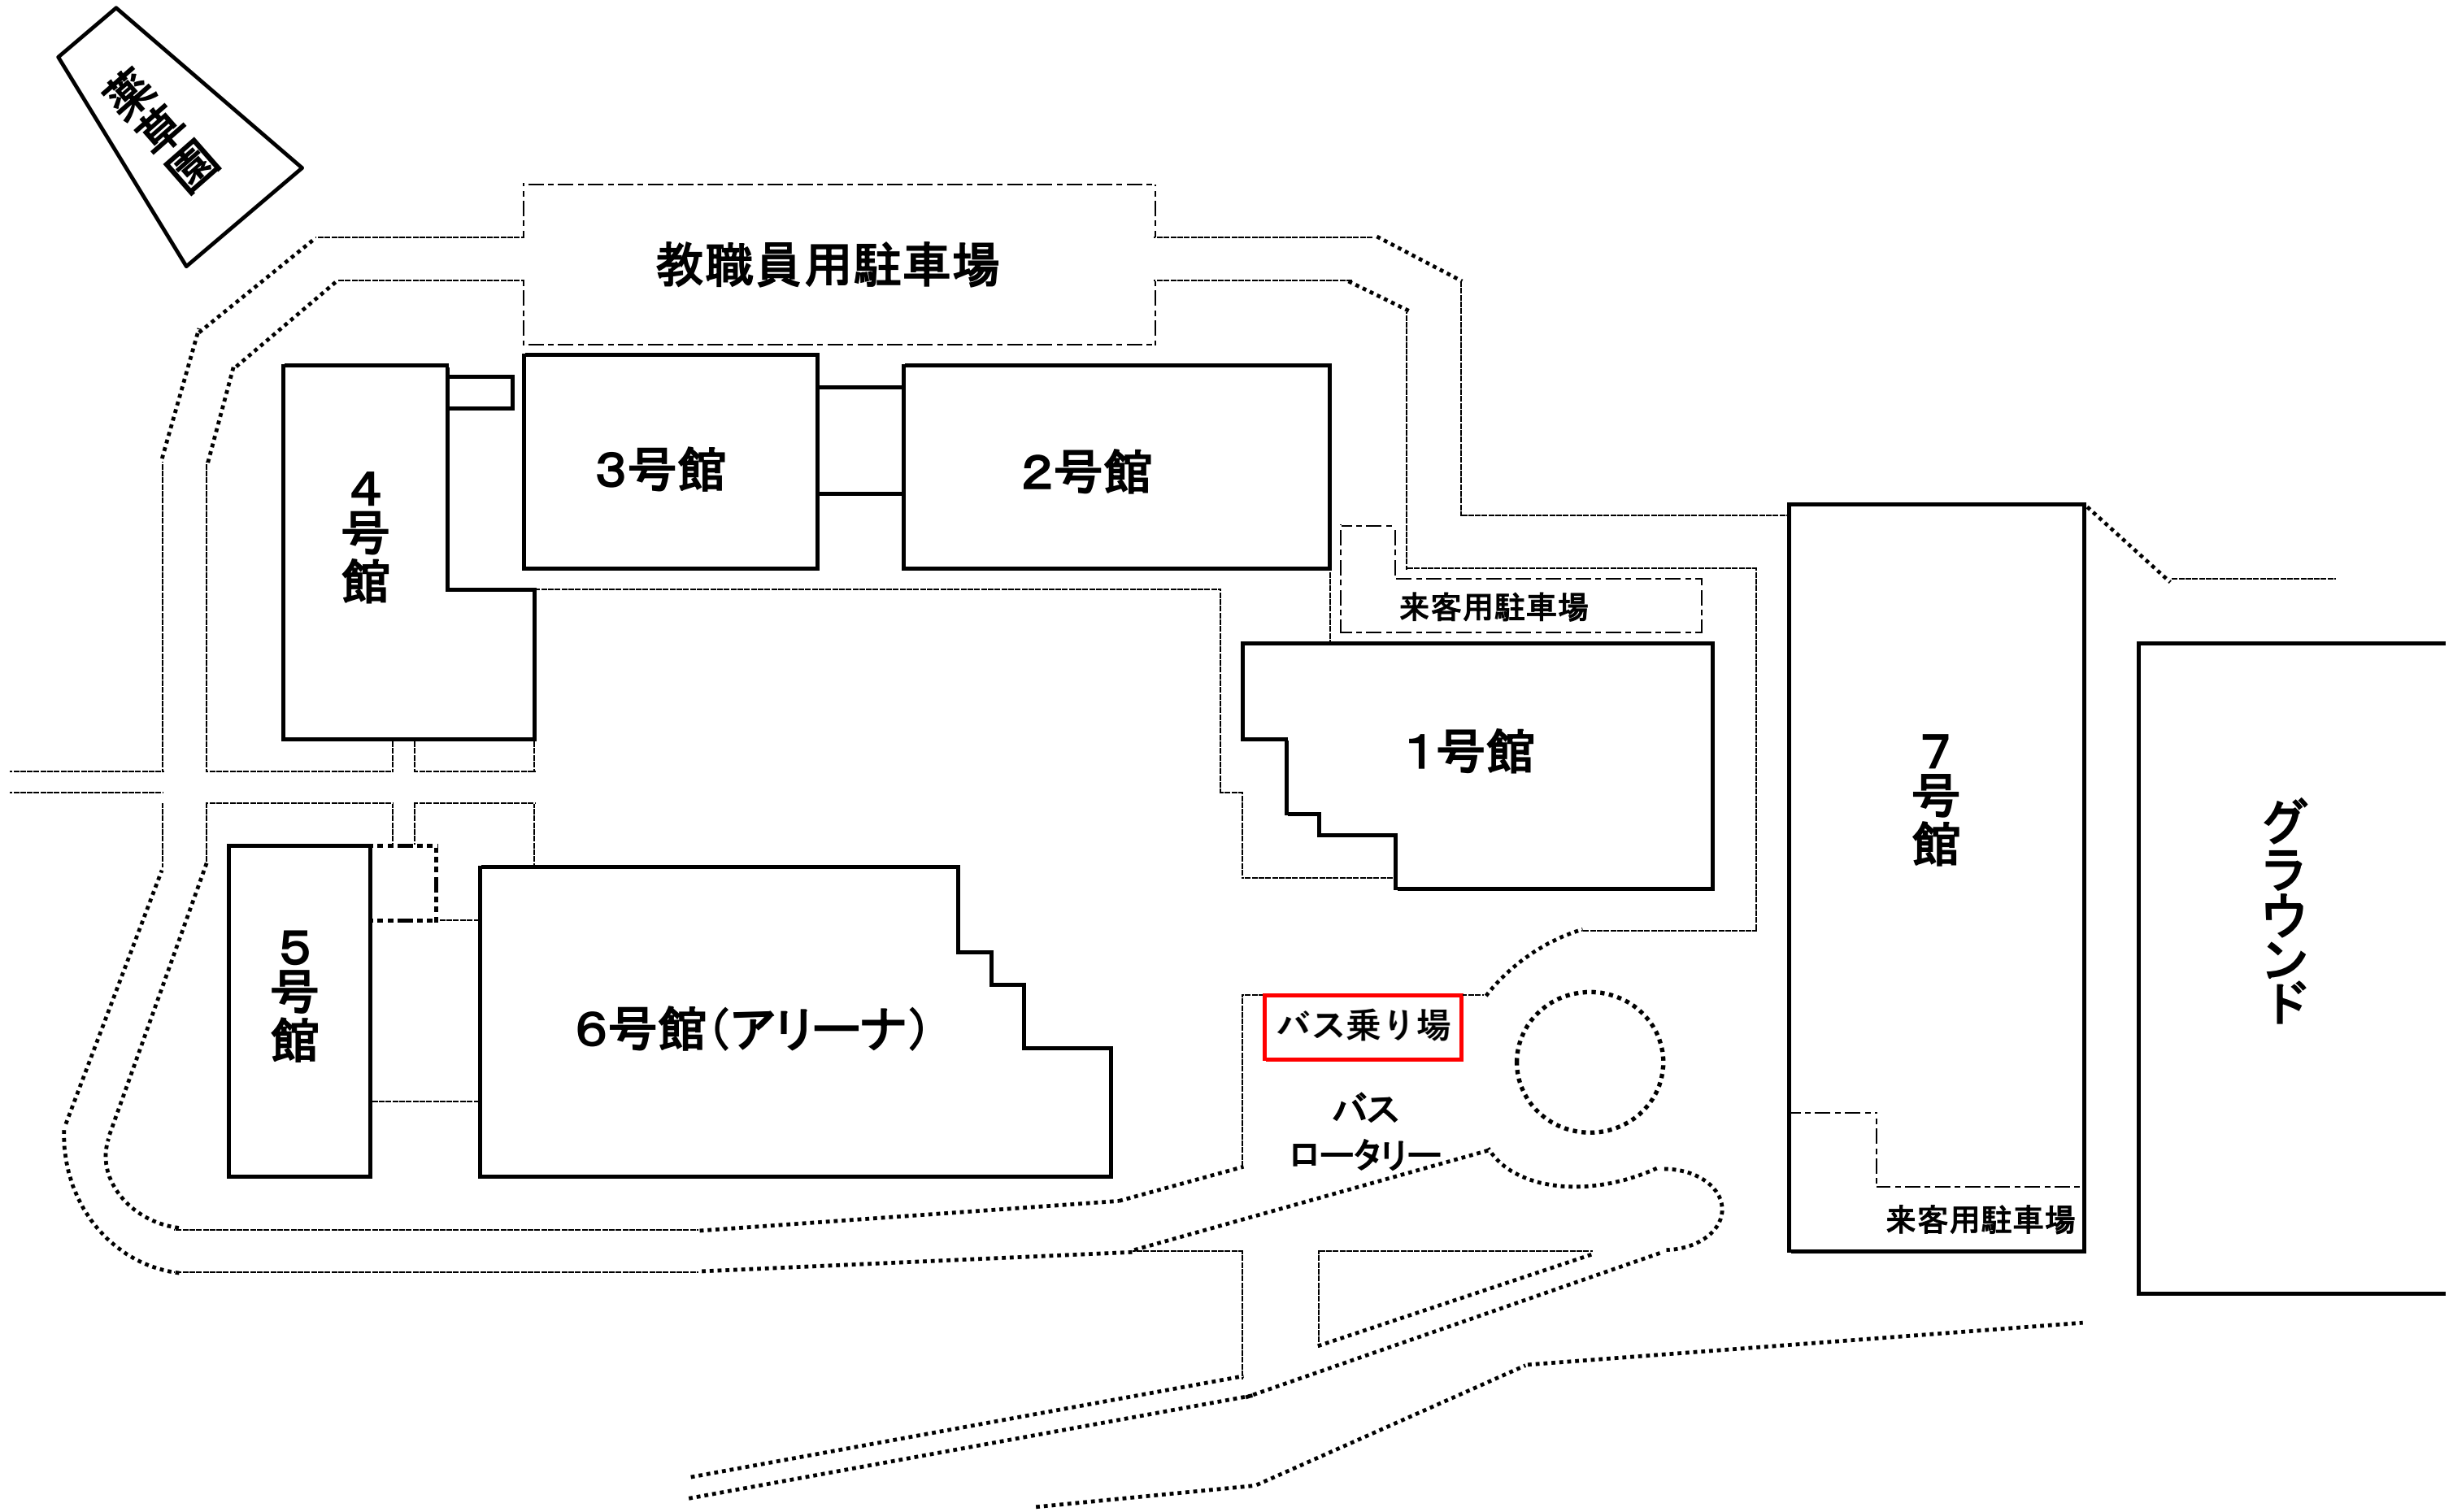 薬草園
教職員用駐車場
4号館
3号館
2号館
来客用駐車場
1号館
7号館
グラウンド
5号館
6号館(アリーナ)
バス乗り場
バス
ロータリー
来客用駐車場